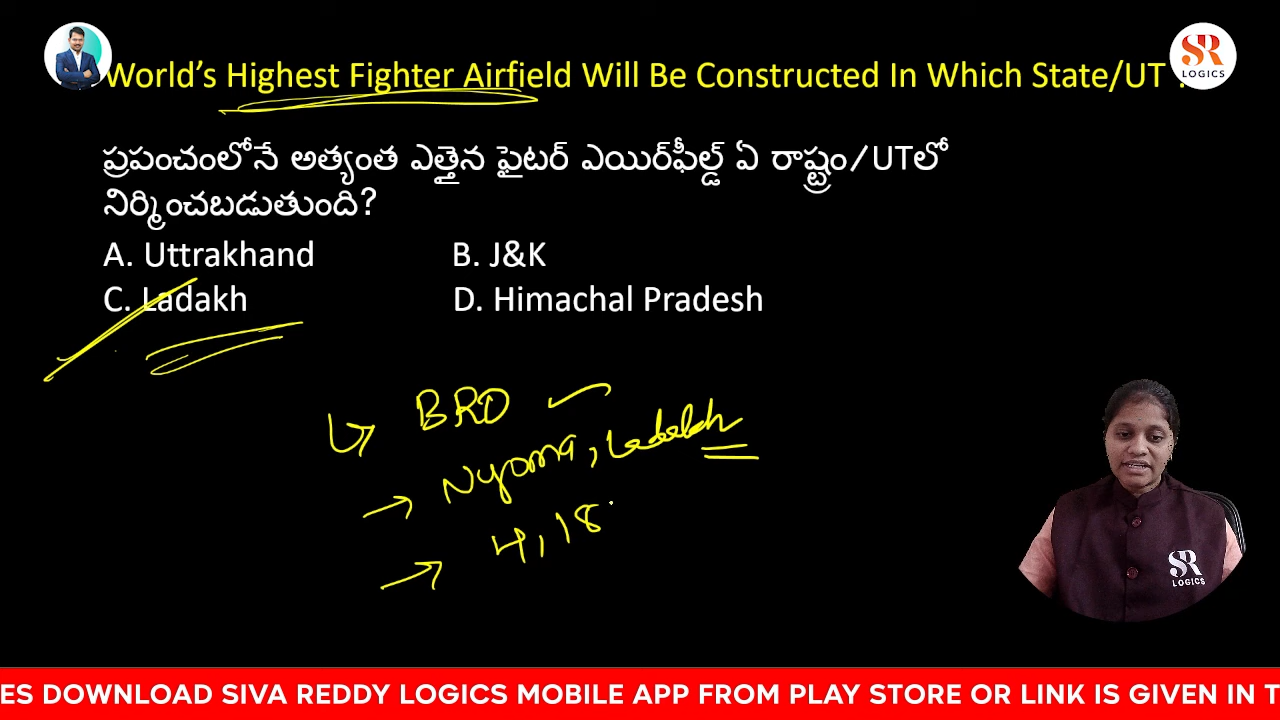 World's Highest Fighter Airfield Will Be Constructed In Which State/UT ?
SR
LOGICS
ప్రపంచంలోనే అత్యంత ఎత్తైన ఫైటర్ ఎయిర్‌ఫీల్డ్ ఏ రాష్ట్రం/UTలో
నిర్మించబడుతుంది?
A. Uttrakhand B. J&K
C. Ladakh D. Himachal Pradesh
BRO
Nyoma, Ladakh
4,18
SR
LOGICS
ES DOWNLOAD SIVA REDDY LOGICS MOBILE APP FROM PLAY STORE OR LINK IS GIVEN IN T